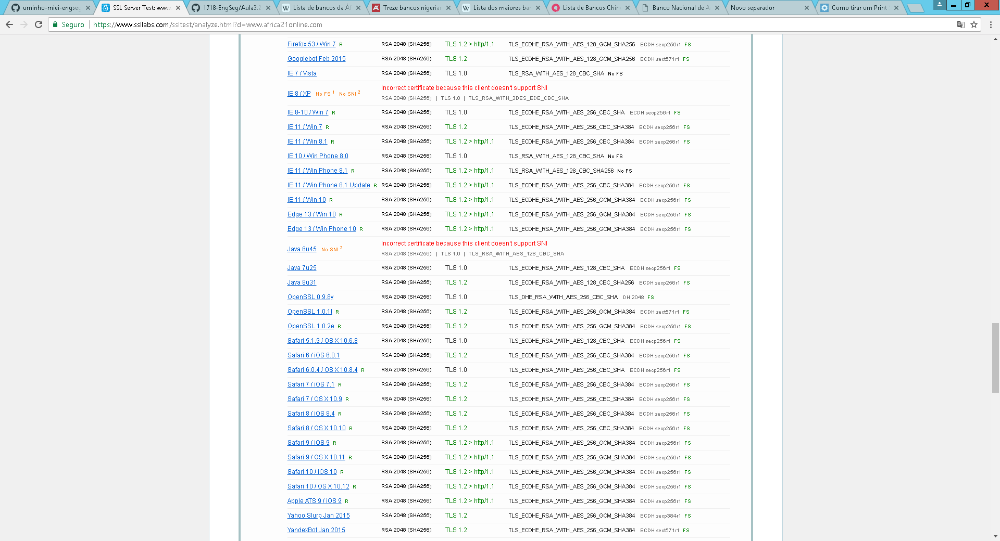 uminho-miei-engseg
SSL Server Test: www
1718-EngSeg/Aula3.2
Lista de bancos da Áf
Treze bancos nigeria
Lista dos maiores ba
Lista de Bancos Chin
Banco Nacional de A
Novo separador
Como tirar um Print
Seguro https://www.ssllabs.com/ssltest/analyze.html?d=www.africa21online.com
Firefox 53 / Win 7 R RSA 2048 (SHA256) TLS 1.2 > http/1.1 TLS_ECDHE_RSA_WITH_AES_128_GCM_SHA256 ECDH secp256r1 FS
Googlebot Feb 2015 RSA 2048 (SHA256) TLS 1.2 TLS_ECDHE_RSA_WITH_AES_128_GCM_SHA256 ECDH sect571r1 FS
IE 7 / Vista RSA 2048 (SHA256) TLS 1.0 TLS_RSA_WITH_AES_128_CBC_SHA No FS
IE 8 / XP No FS 1 No SNI 2 Incorrect certificate because this client doesn't support SNI
RSA 2048 (SHA256) | TLS 1.0 | TLS_RSA_WITH_3DES_EDE_CBC_SHA
IE 8-10 / Win 7 R RSA 2048 (SHA256) TLS 1.0 TLS_ECDHE_RSA_WITH_AES_256_CBC_SHA ECDH secp256r1 FS
IE 11 / Win 7 R RSA 2048 (SHA256) TLS 1.2 TLS_ECDHE_RSA_WITH_AES_256_CBC_SHA384 ECDH secp256r1 FS
IE 11 / Win 8.1 R RSA 2048 (SHA256) TLS 1.2 > http/1.1 TLS_ECDHE_RSA_WITH_AES_256_CBC_SHA384 ECDH secp256r1 FS
IE 10 / Win Phone 8.0 RSA 2048 (SHA256) TLS 1.0 TLS_RSA_WITH_AES_128_CBC_SHA No FS
IE 11 / Win Phone 8.1 R RSA 2048 (SHA256) TLS 1.2 > http/1.1 TLS_RSA_WITH_AES_128_CBC_SHA256 No FS
IE 11 / Win Phone 8.1 Update R RSA 2048 (SHA256) TLS 1.2 > http/1.1 TLS_ECDHE_RSA_WITH_AES_256_CBC_SHA384 ECDH secp256r1 FS
IE 11 / Win 10 R RSA 2048 (SHA256) TLS 1.2 > http/1.1 TLS_ECDHE_RSA_WITH_AES_256_GCM_SHA384 ECDH secp256r1 FS
Edge 13 / Win 10 R RSA 2048 (SHA256) TLS 1.2 > http/1.1 TLS_ECDHE_RSA_WITH_AES_256_GCM_SHA384 ECDH secp256r1 FS
Edge 13 / Win Phone 10 R RSA 2048 (SHA256) TLS 1.2 > http/1.1 TLS_ECDHE_RSA_WITH_AES_256_GCM_SHA384 ECDH secp256r1 FS
Java 6u45 No SNI 2 Incorrect certificate because this client doesn't support SNI
RSA 2048 (SHA256) | TLS 1.0 | TLS_RSA_WITH_AES_128_CBC_SHA
Java 7u25 RSA 2048 (SHA256) TLS 1.0 TLS_ECDHE_RSA_WITH_AES_128_CBC_SHA ECDH secp256r1 FS
Java 8u31 RSA 2048 (SHA256) TLS 1.2 TLS_ECDHE_RSA_WITH_AES_128_CBC_SHA256 ECDH secp256r1 FS
OpenSSL 0.9.8y RSA 2048 (SHA256) TLS 1.0 TLS_DHE_RSA_WITH_AES_256_CBC_SHA DH 2048 FS
OpenSSL 1.0.1l R RSA 2048 (SHA256) TLS 1.2 TLS_ECDHE_RSA_WITH_AES_256_GCM_SHA384 ECDH sect571r1 FS
OpenSSL 1.0.2e R RSA 2048 (SHA256) TLS 1.2 TLS_ECDHE_RSA_WITH_AES_256_GCM_SHA384 ECDH secp256r1 FS
Safari 5.1.9 / OS X 10.6.8 RSA 2048 (SHA256) TLS 1.0 TLS_ECDHE_RSA_WITH_AES_128_CBC_SHA ECDH secp256r1 FS
Safari 6 / iOS 6.0.1 RSA 2048 (SHA256) TLS 1.2 TLS_ECDHE_RSA_WITH_AES_256_CBC_SHA384 ECDH secp256r1 FS
Safari 6.0.4 / OS X 10.8.4 R RSA 2048 (SHA256) TLS 1.0 TLS_ECDHE_RSA_WITH_AES_256_CBC_SHA ECDH secp256r1 FS
Safari 7 / iOS 7.1 R RSA 2048 (SHA256) TLS 1.2 TLS_ECDHE_RSA_WITH_AES_256_CBC_SHA384 ECDH secp256r1 FS
Safari 7 / OS X 10.9 R RSA 2048 (SHA256) TLS 1.2 TLS_ECDHE_RSA_WITH_AES_256_CBC_SHA384 ECDH secp256r1 FS
Safari 8 / iOS 8.4 R RSA 2048 (SHA256) TLS 1.2 TLS_ECDHE_RSA_WITH_AES_256_CBC_SHA384 ECDH secp256r1 FS
Safari 8 / OS X 10.10 R RSA 2048 (SHA256) TLS 1.2 TLS_ECDHE_RSA_WITH_AES_256_CBC_SHA384 ECDH secp256r1 FS
Safari 9 / iOS 9 R RSA 2048 (SHA256) TLS 1.2 > http/1.1 TLS_ECDHE_RSA_WITH_AES_256_GCM_SHA384 ECDH secp256r1 FS
Safari 9 / OS X 10.11 R RSA 2048 (SHA256) TLS 1.2 > http/1.1 TLS_ECDHE_RSA_WITH_AES_256_GCM_SHA384 ECDH secp256r1 FS
Safari 10 / iOS 10 R RSA 2048 (SHA256) TLS 1.2 > http/1.1 TLS_ECDHE_RSA_WITH_AES_256_GCM_SHA384 ECDH secp256r1 FS
Safari 10 / OS X 10.12 R RSA 2048 (SHA256) TLS 1.2 > http/1.1 TLS_ECDHE_RSA_WITH_AES_256_GCM_SHA384 ECDH secp256r1 FS
Apple ATS 9 / iOS 9 R RSA 2048 (SHA256) TLS 1.2 > http/1.1 TLS_ECDHE_RSA_WITH_AES_256_GCM_SHA384 ECDH secp256r1 FS
Yahoo Slurp Jan 2015 RSA 2048 (SHA256) TLS 1.2 TLS_ECDHE_RSA_WITH_AES_256_GCM_SHA384 ECDH secp384r1 FS
YandexBot Jan 2015 RSA 2048 (SHA256) TLS 1.2 TLS_ECDHE_RSA_WITH_AES_256_GCM_SHA384 ECDH sect571r1 FS